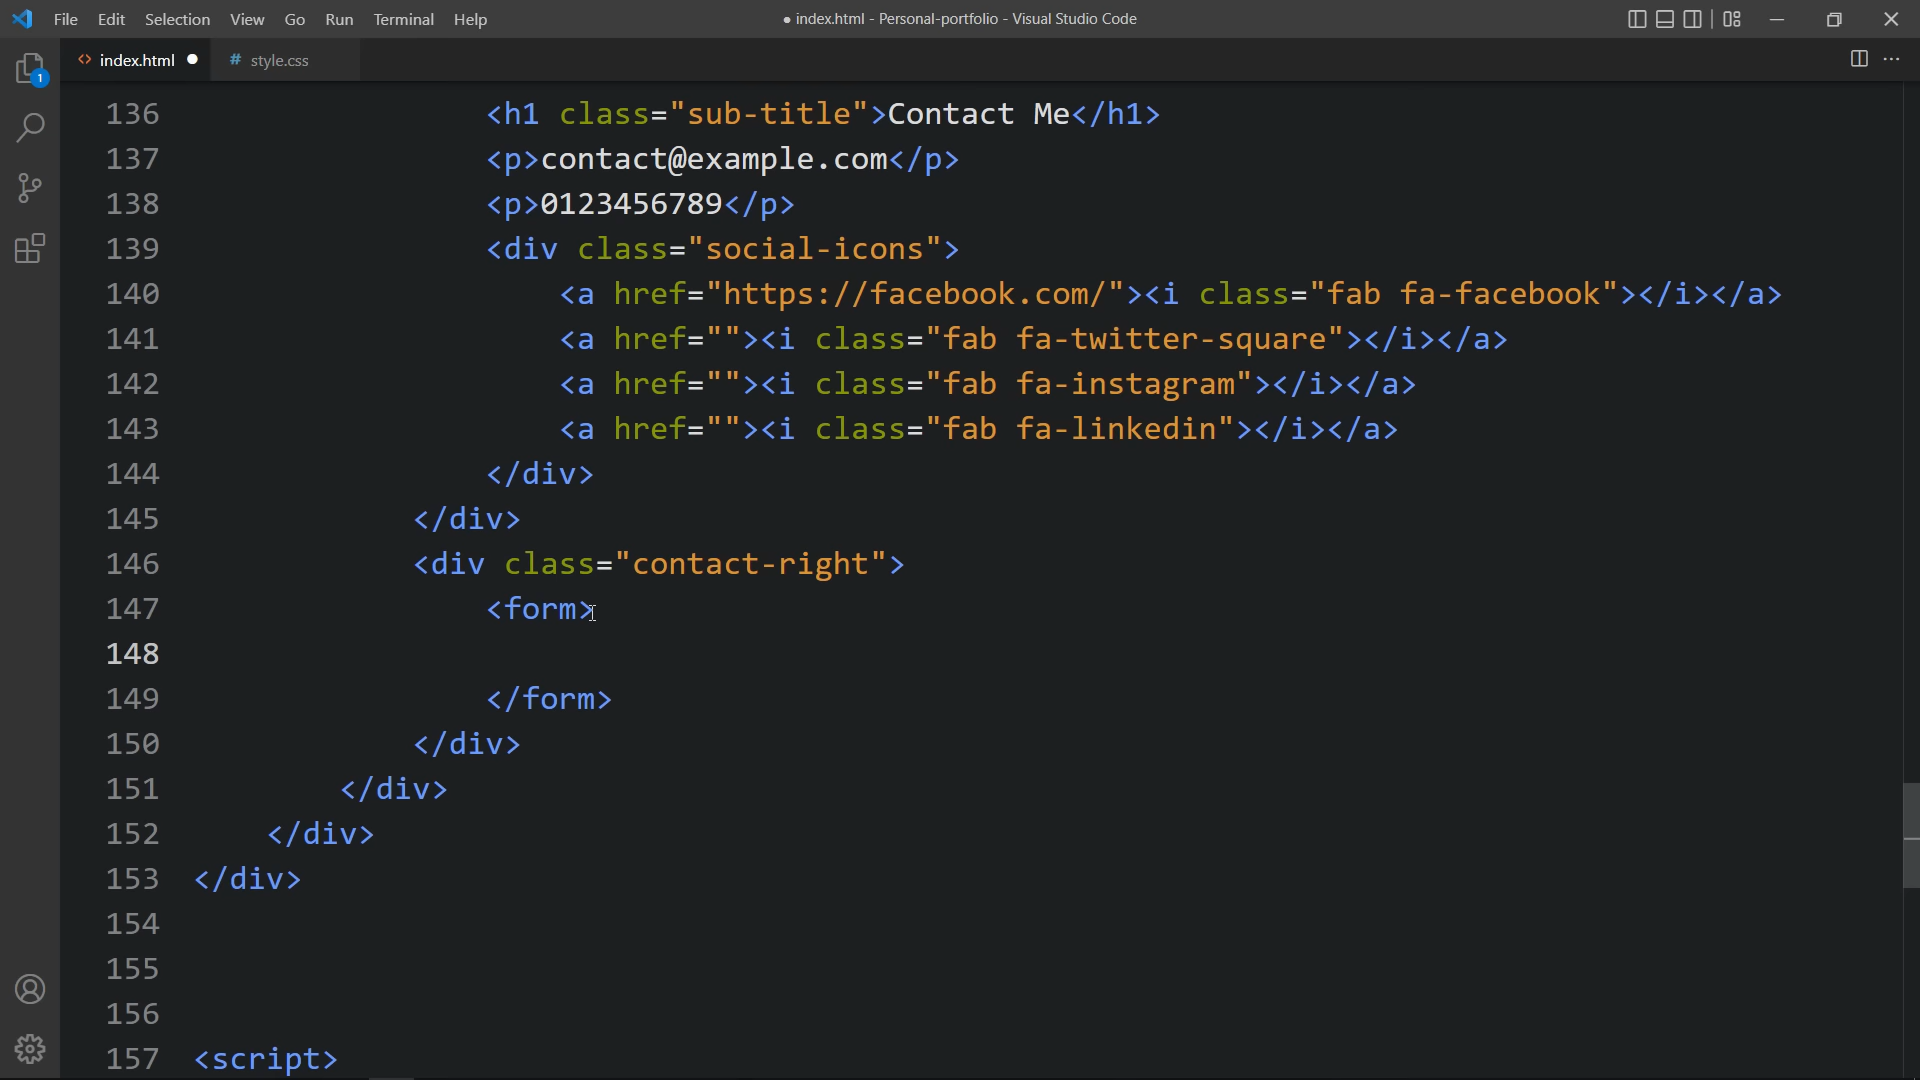 File Edit Selection View Go Run Terminal Help ● index.html - Personal-portfolio - Visual Studio Code
<> index.html ● # style.css
1
136 <h1 class="sub-title">Contact Me</h1>
137 <p>contact@example.com</p>
138 <p>0123456789</p>
139 <div class="social-icons">
140 <a href="https://facebook.com/"><i class="fab fa-facebook"></i></a>
141 <a href=""><i class="fab fa-twitter-square"></i></a>
142 <a href=""><i class="fab fa-instagram"></i></a>
143 <a href=""><i class="fab fa-linkedin"></i></a>
144 </div>
145 </div>
146 <div class="contact-right">
147 <form>
148
149 </form>
150 </div>
151 </div>
152 </div>
153 </div>
154
155
156
157 <script>